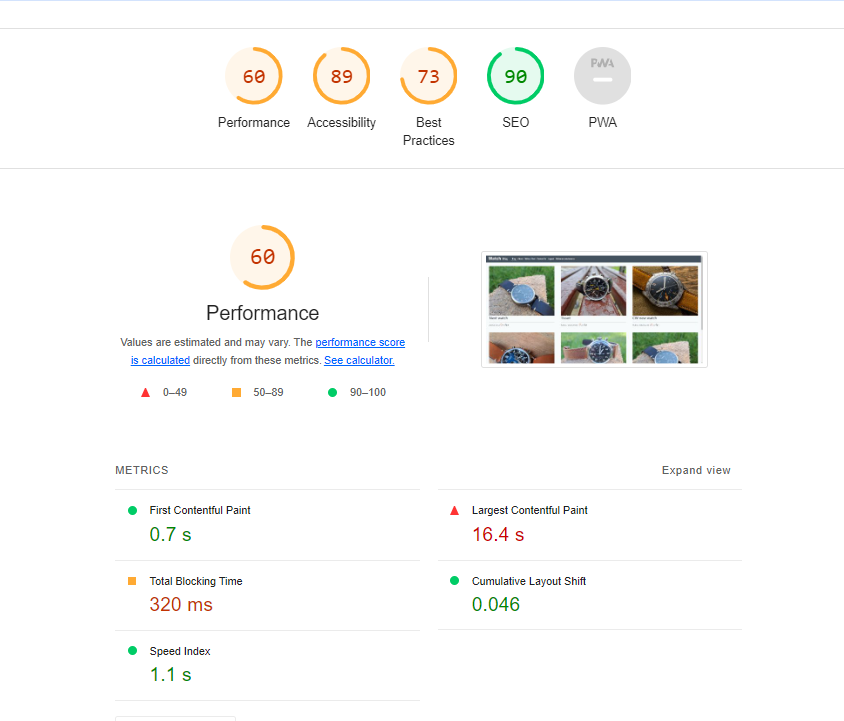 60
89
73
90
PWA
Performance
Accessibility
Best
Practices
SEO
PWA
60
Performance
Values are estimated and may vary. The performance score
is calculated directly from these metrics. See calculator.
0–49
50–89
90–100
METRICS
Expand view
First Contentful Paint
0.7 s
Largest Contentful Paint
16.4 s
Total Blocking Time
320 ms
Cumulative Layout Shift
0.046
Speed Index
1.1 s